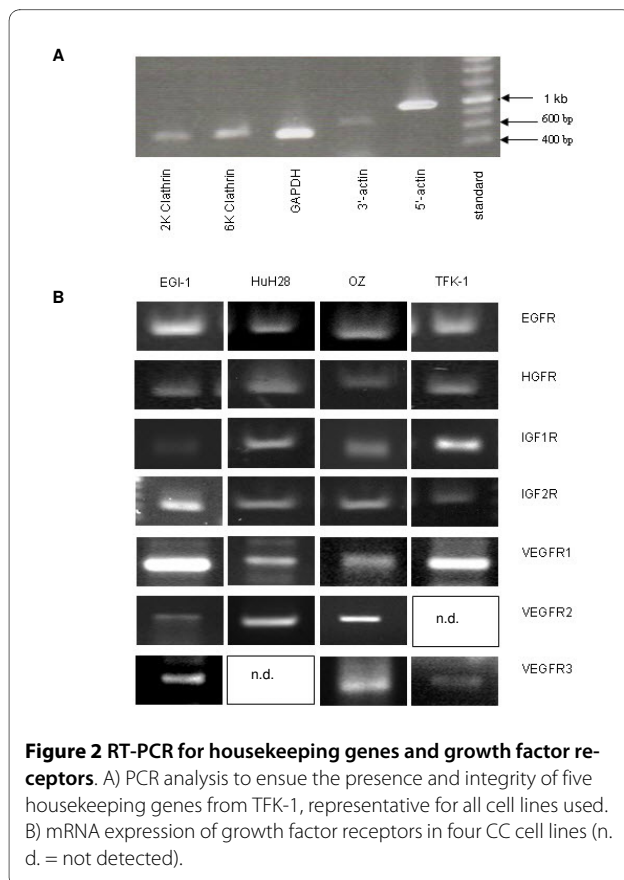 A
1 kb
600 bp
400 bp
2K Clathrin
6K Clathrin
GAPDH
3'-actin
5'-actin
standard
EGI-1 HuH28 OZ TFK-1
B
EGFR
HGFR
IGF1R
IGF2R
VEGFR1
n.d.
VEGFR2
n.d.
VEGFR3
Figure 2 RT-PCR for housekeeping genes and growth factor re-
ceptors. A) PCR analysis to ensue the presence and integrity of five
housekeeping genes from TFK-1, representative for all cell lines used.
B) mRNA expression of growth factor receptors in four CC cell lines (n.
d. = not detected).